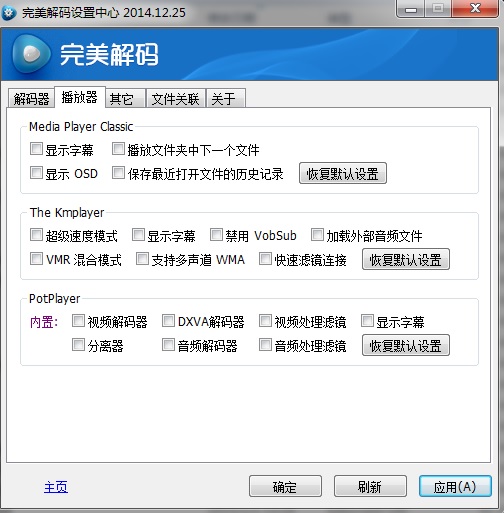 完美解码设置中心 2014.12.25
完美解码
解码器 播放器 其它 文件关联 关于
Media Player Classic
显示字幕 播放文件夹中下一个文件
显示 OSD 保存最近打开文件的历史记录 恢复默认设置
The Kmplayer
超级速度模式 显示字幕 禁用 VobSub 加载外部音频文件
VMR 混合模式 支持多声道 WMA 快速滤镜连接 恢复默认设置
PotPlayer
内置: 视频解码器 DXVA解码器 视频处理滤镜 显示字幕
分离器 音频解码器 音频处理滤镜 恢复默认设置
主页 确定 刷新 应用(A)